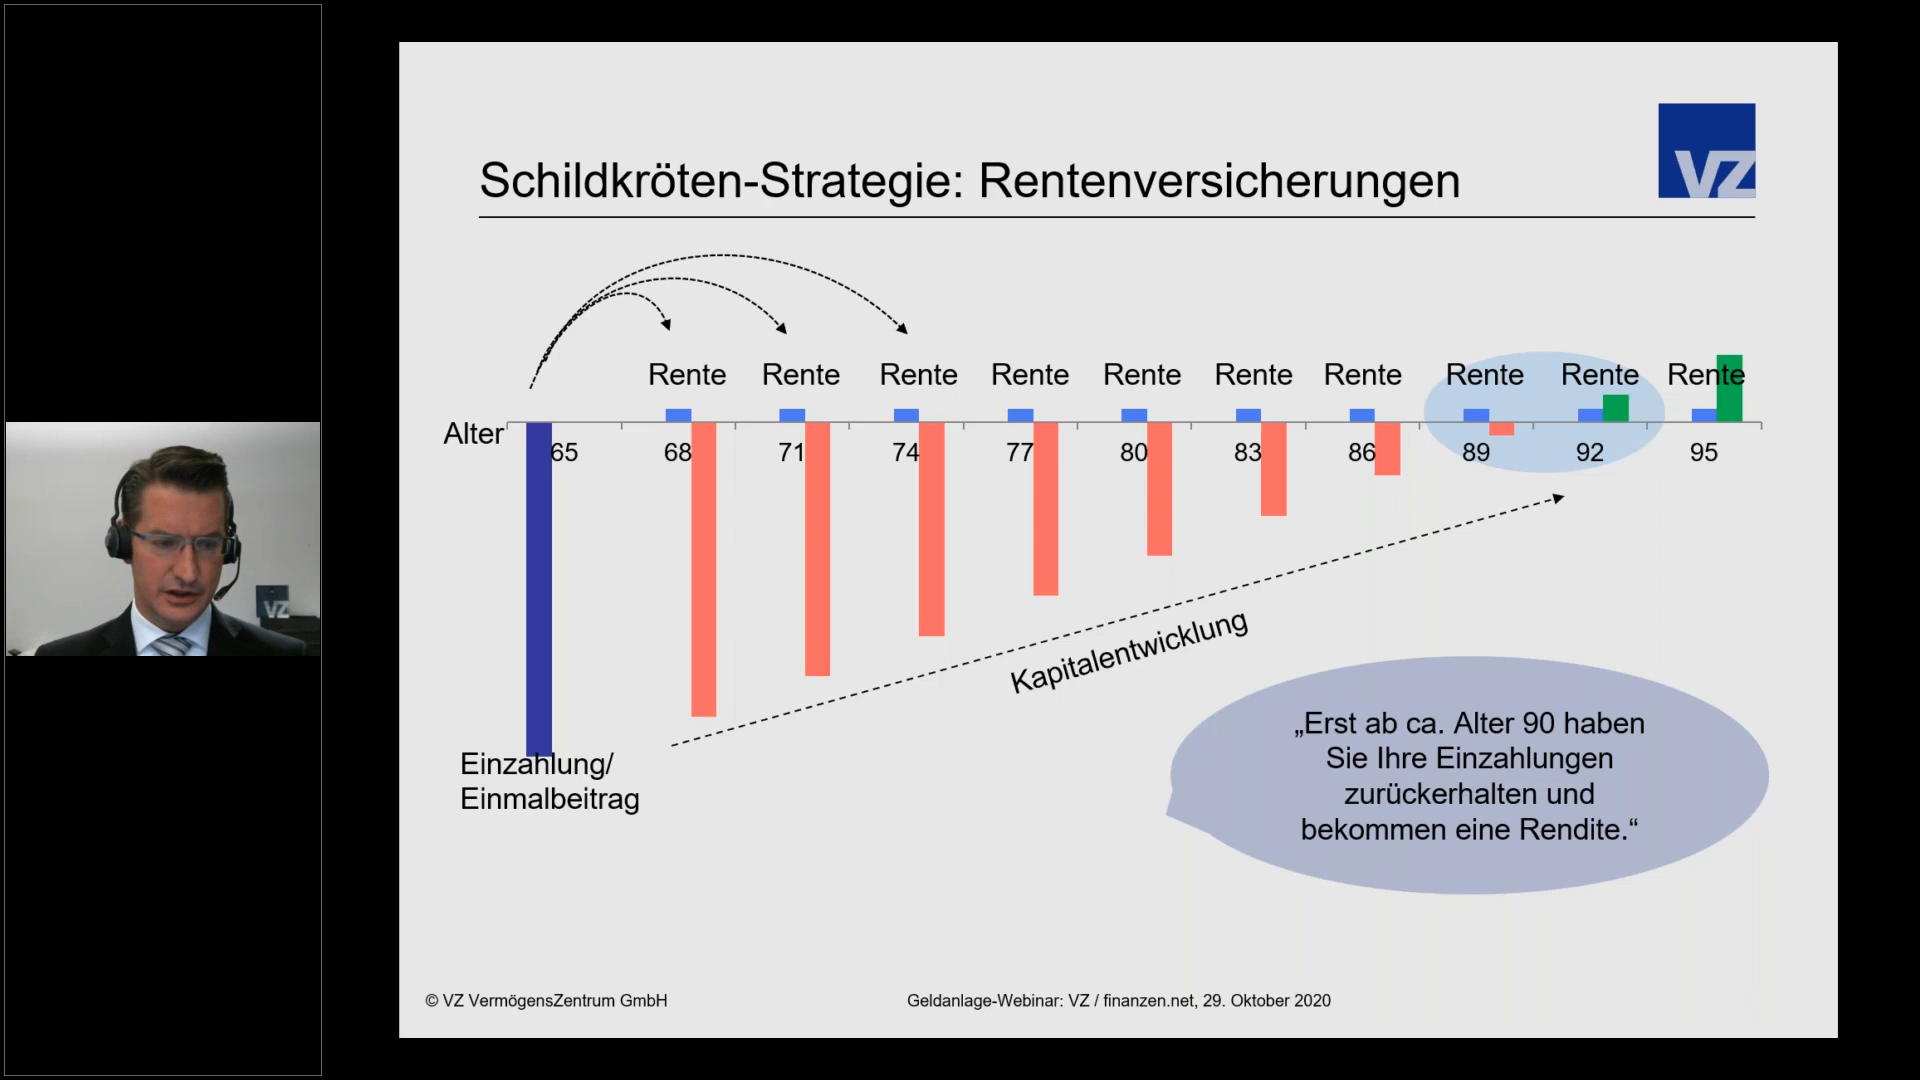 VZ
Schildkröten-Strategie: Rentenversicherungen
Rente Rente Rente Rente Rente Rente Rente Rente Rente Rente
Alter
65 68 71 74 77 80 83 86 89 92 95
Kapitalentwicklung
Einzahlung/
Einmalbeitrag
„Erst ab ca. Alter 90 haben
Sie Ihre Einzahlungen
zurückerhalten und
bekommen eine Rendite.“
VZ
© VZ VermögensZentrum GmbH
Geldanlage-Webinar: VZ / finanzen.net, 29. Oktober 2020